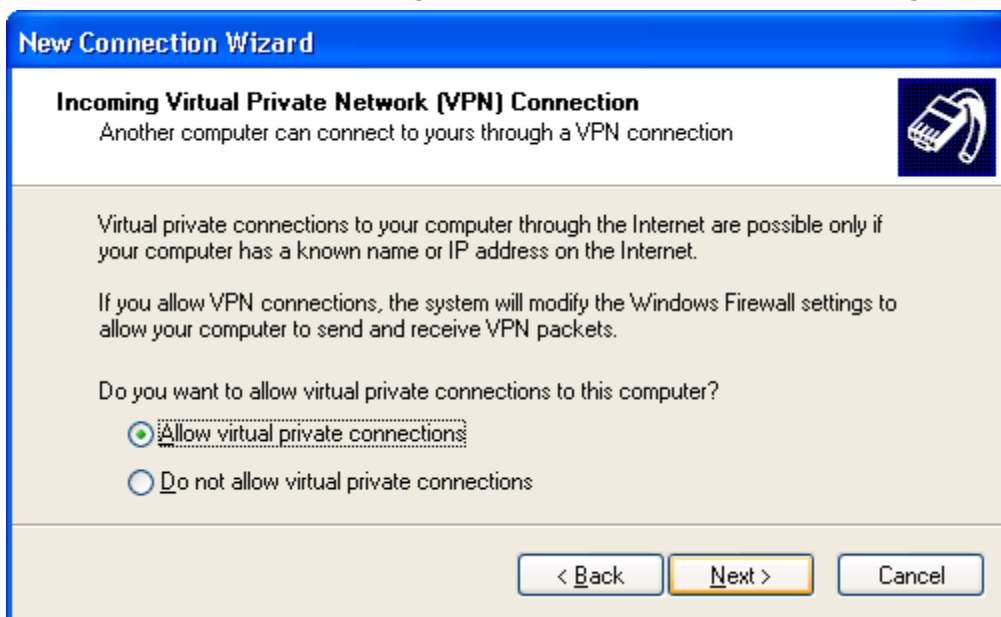 New Connection Wizard
Incoming Virtual Private Network (VPN) Connection
Another computer can connect to yours through a VPN connection
Virtual private connections to your computer through the Internet are possible only if
your computer has a known name or IP address on the Internet.
If you allow VPN connections, the system will modify the Windows Firewall settings to
allow your computer to send and receive VPN packets.
Do you want to allow virtual private connections to this computer?
Allow virtual private connections
Do not allow virtual private connections
< Back Next > Cancel